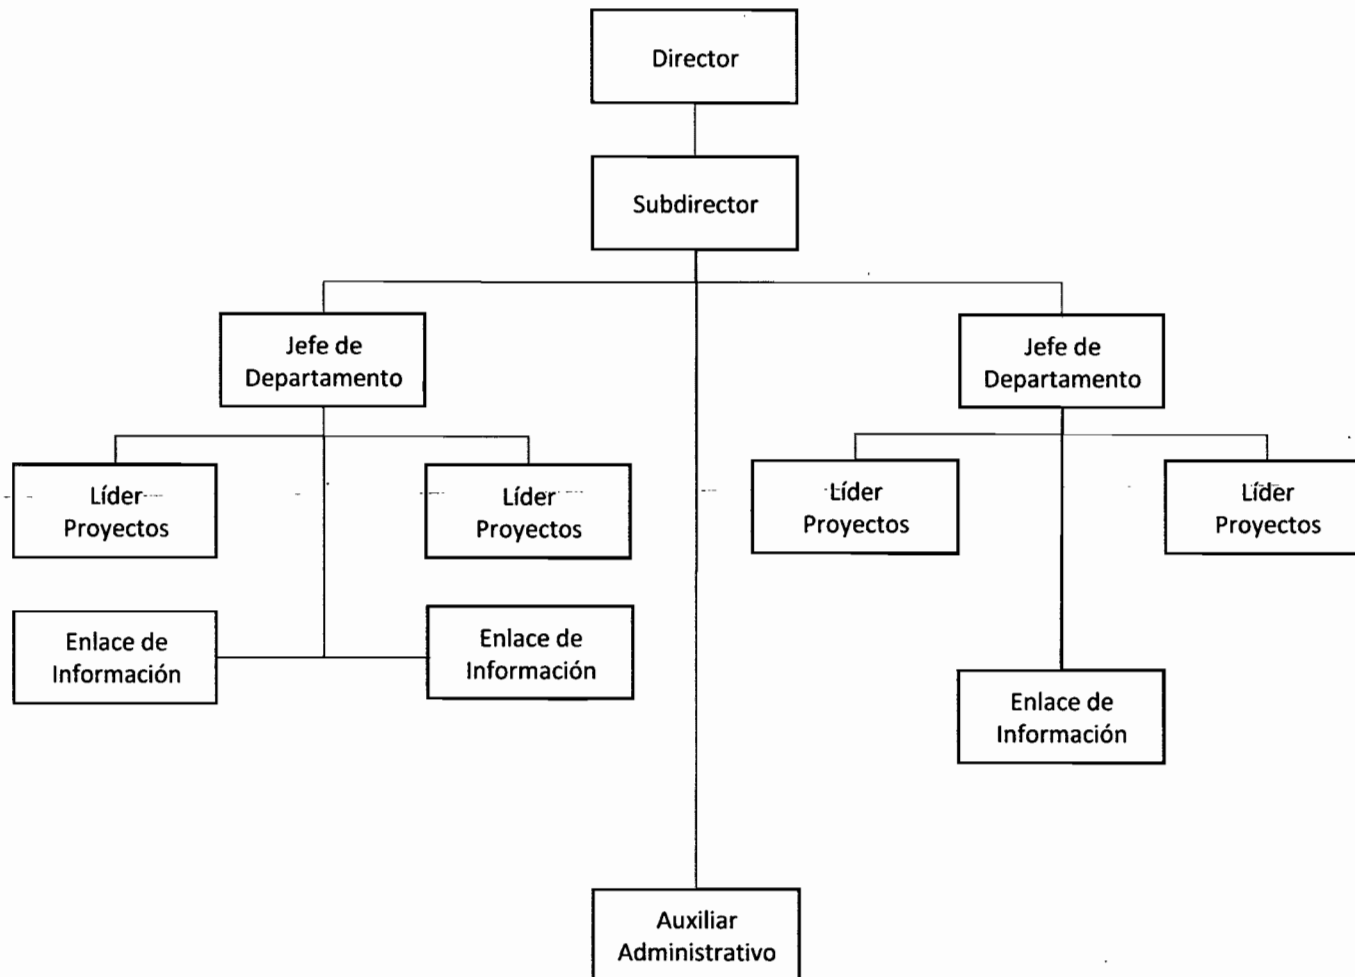 Director
Subdirector
Jefe de
Departamento
Jefe de
Departamento
Líder
Proyectos
Líder
Proyectos
Líder
Proyectos
Líder
Proyectos
Enlace de
Información
Enlace de
Información
Enlace de
Información
Auxiliar
Administrativo